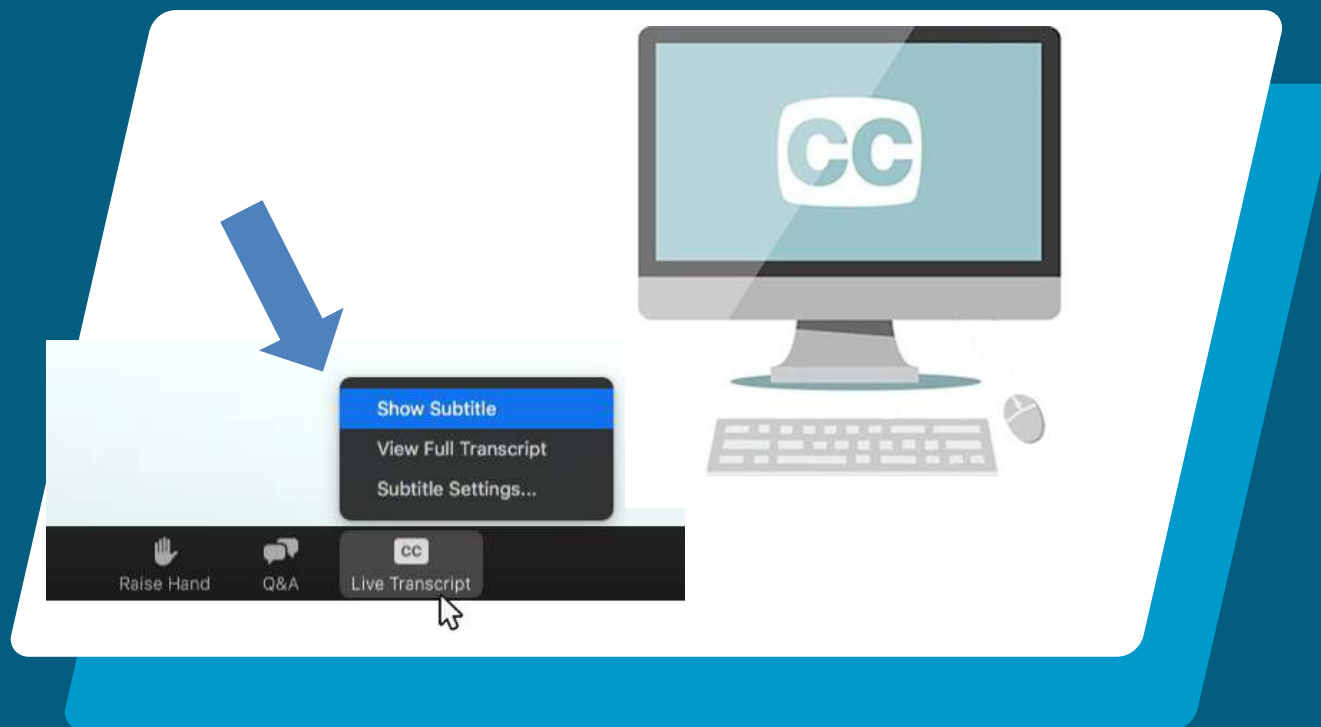 CC
Show Subtitle
View Full Transcript
Subtitle Settings...
CC
Raise Hand
Q&A
Live Transcript